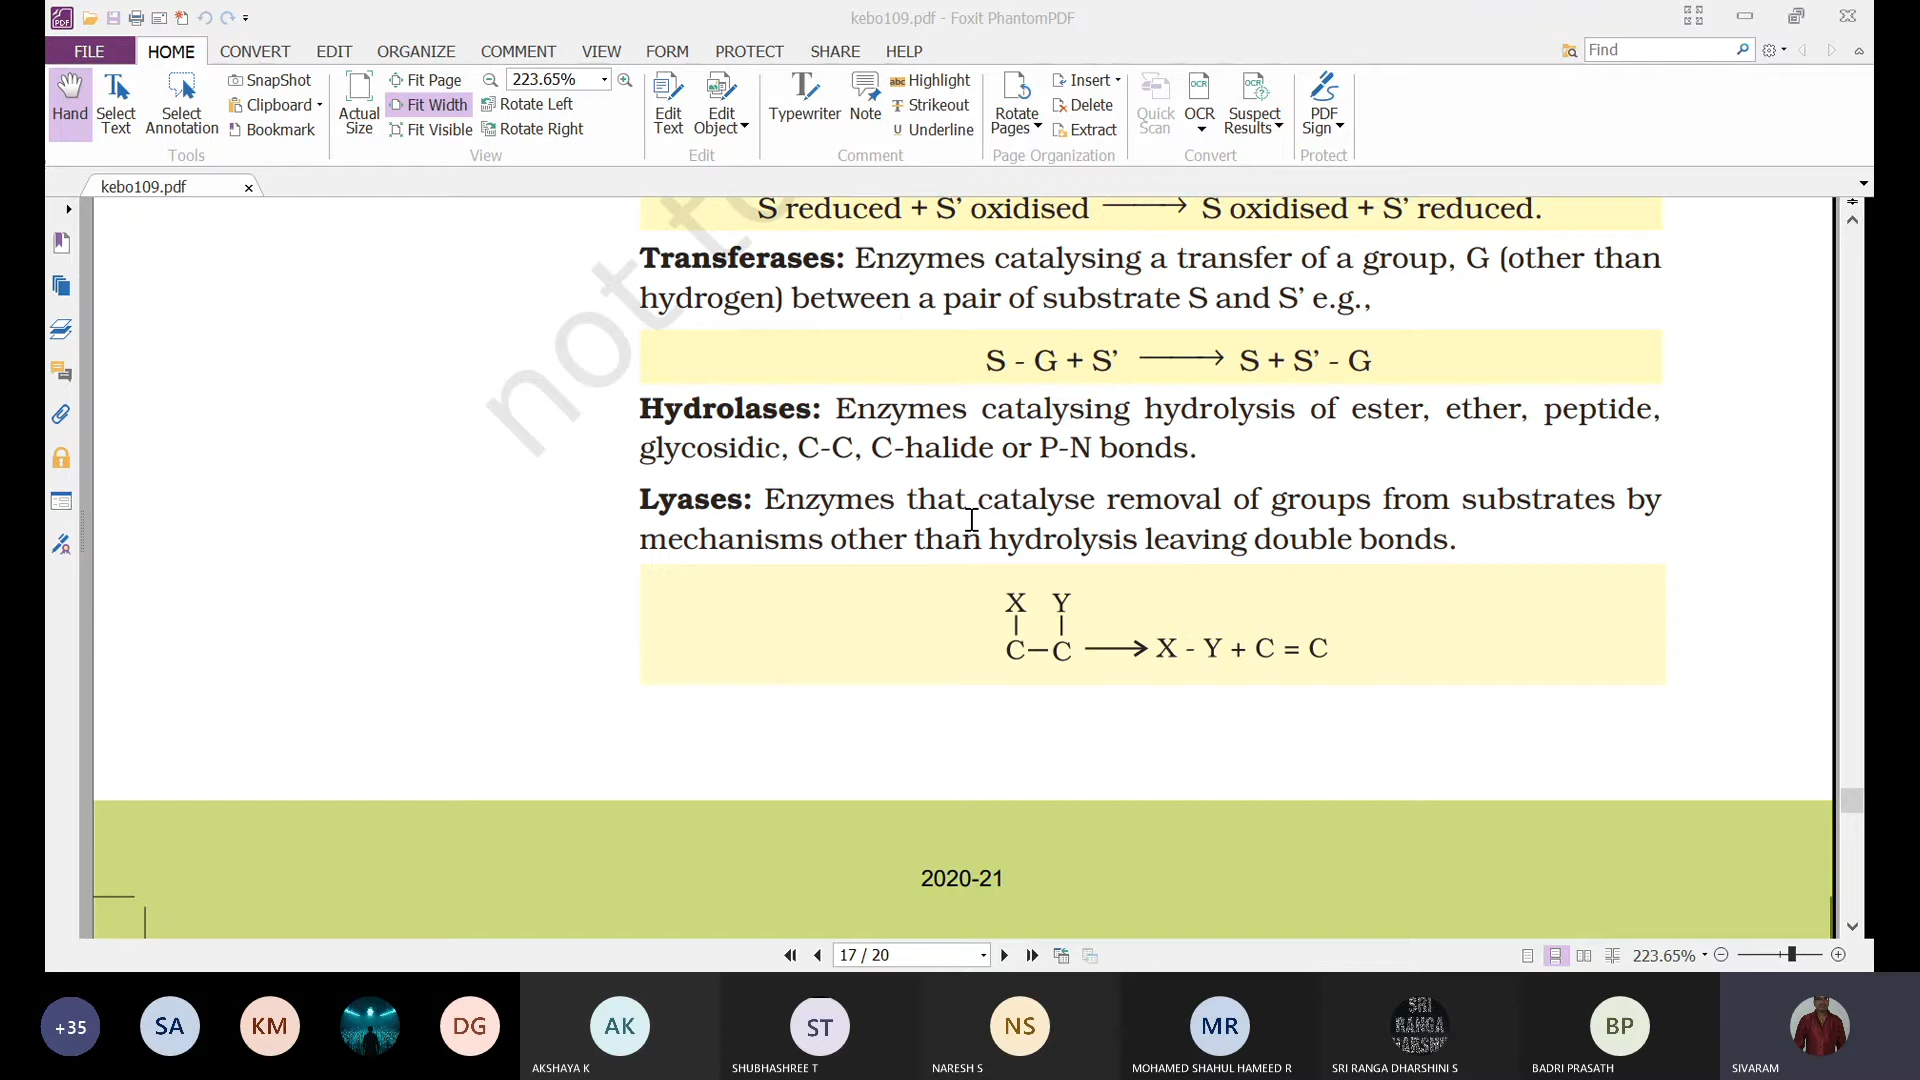 kebo109.pdf - Foxit PhantomPDF
FILE HOME CONVERT EDIT ORGANIZE COMMENT VIEW FORM PROTECT SHARE HELP Find
Hand
Select Text
Select Annotation
SnapShot
Clipboard
Bookmark
Tools
Actual Size
Fit Page
Fit Width
Fit Visible
223.65%
Rotate Left
Rotate Right
View
Edit Text
Edit Object
Edit
Typewriter
Note
Highlight
Strikeout
Underline
Comment
Rotate Pages
Insert
Delete
Extract
Page Organization
Quick Scan
OCR
Suspect Results
Convert
PDF Sign
Protect
kebo109.pdf
S reduced + S’ oxidised ⟶ S oxidised + S’ reduced.
Transferases: Enzymes catalysing a transfer of a group, G (other than
hydrogen) between a pair of substrate S and S’ e.g.,
S - G + S’ ⟶ S + S’ - G
Hydrolases: Enzymes catalysing hydrolysis of ester, ether, peptide,
glycosidic, C-C, C-halide or P-N bonds.
Lyases: Enzymes that catalyse removal of groups from substrates by
mechanisms other than hydrolysis leaving double bonds.
X Y
C–C ⟶ X - Y + C = C
not
2020-21
17 / 20
223.65%
+35 SA KM DG AK ST NS MR SRI RANGA BP
AKSHAYA K SHUBHASHREE T NARESH S MOHAMED SHAHUL HAMEED R SRI RANGA DHARSHINI S BADRI PRASATH SIVARAM